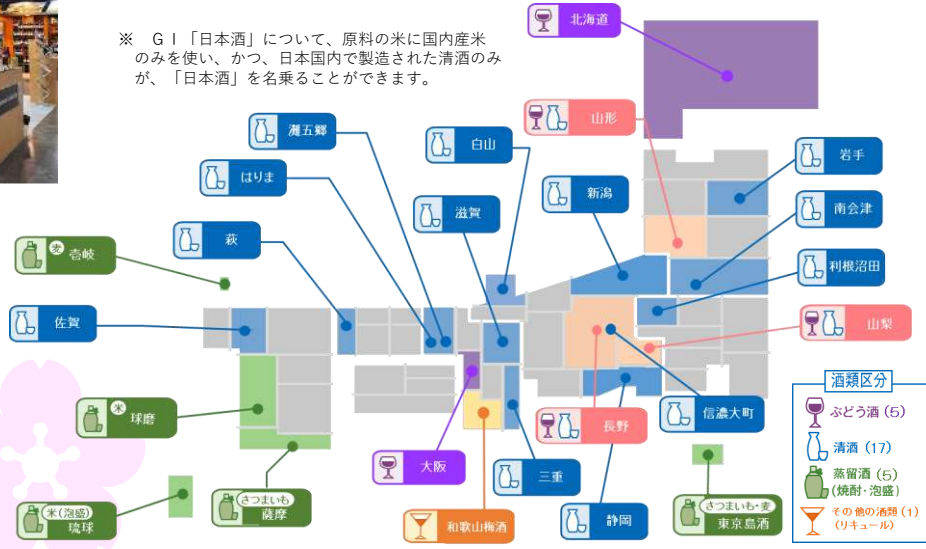 ※　ＧＩ「日本酒」について、原料の米に国内産米
のみを使い、かつ、日本国内で製造された清酒のみ
が、「日本酒」を名乗ることができます。
北海道
山形
灘五郷
白山
岩手
はりま
新潟
滋賀
南会津
萩
麦
壱岐
利根沼田
佐賀
山梨
米
球磨
長野
信濃大町
大阪
三重
米(泡盛)
琉球
さつまいも
薩摩
和歌山梅酒
静岡
さつまいも・麦
東京島酒
酒類区分
ぶどう酒 (5)
清酒 (17)
蒸留酒 (5)
(焼酎・泡盛)
その他の酒類 (1)
(リキュール)